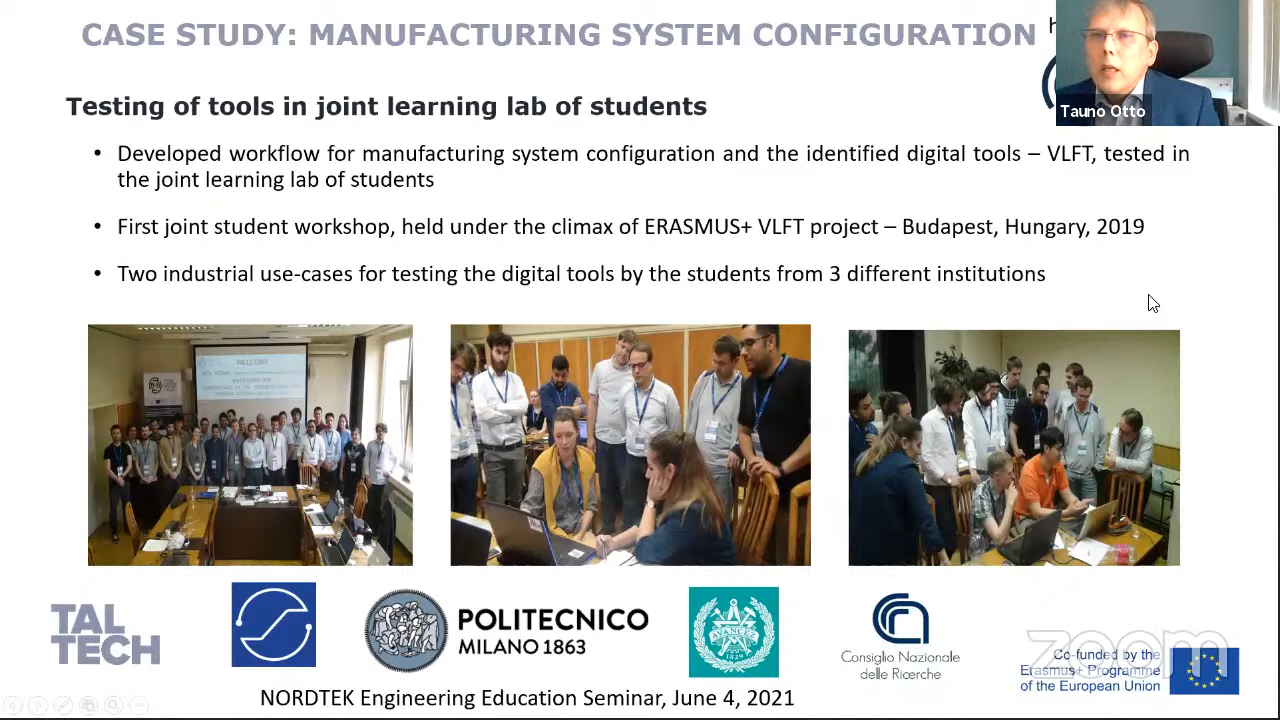 CASE STUDY: MANUFACTURING SYSTEM CONFIGURATION
Tauno Otto
Testing of tools in joint learning lab of students
• Developed workflow for manufacturing system configuration and the identified digital tools – VLFT, tested in
the joint learning lab of students
• First joint student workshop, held under the climax of ERASMUS+ VLFT project – Budapest, Hungary, 2019
• Two industrial use-cases for testing the digital tools by the students from 3 different institutions
WELCOME
TAL
TECH
POLITECNICO
MILANO 1863
AVANCEZ
1829
Consiglio Nazionale
delle Ricerche
zoom
Co-funded by the
Erasmus+ Programme
of the European Union
NORDTEK Engineering Education Seminar, June 4, 2021